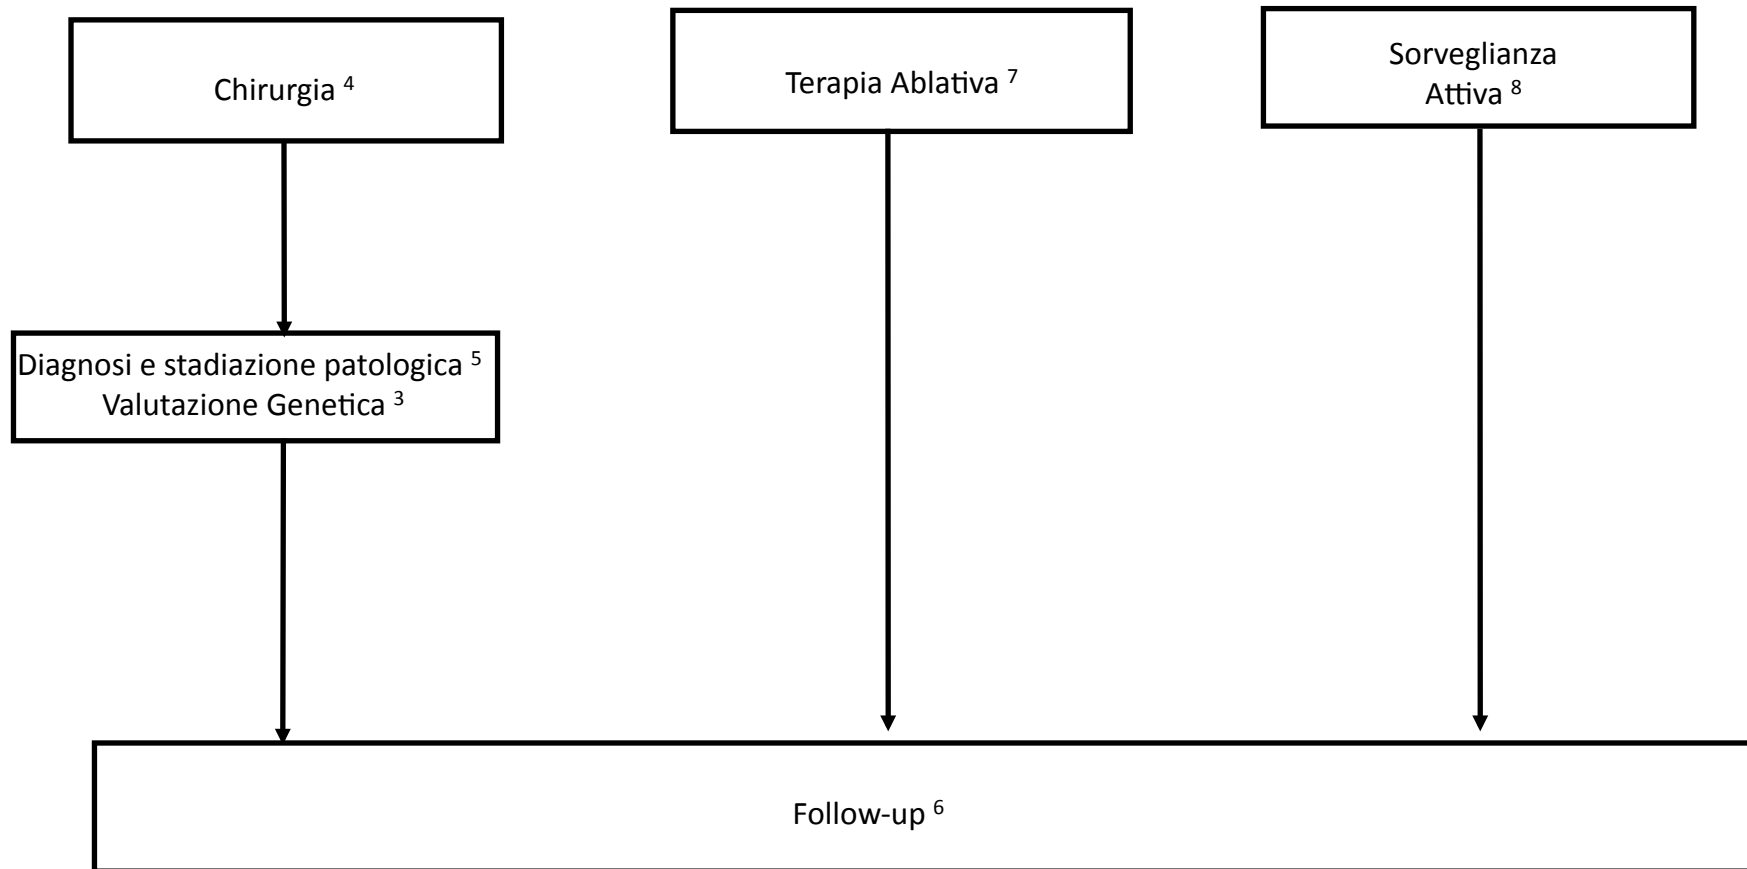 Chirurgia ⁴
Terapia Ablativa ⁷
Sorveglianza
Attiva ⁸
Diagnosi e stadiazione patologica ⁵
Valutazione Genetica ³
Follow-up ⁶